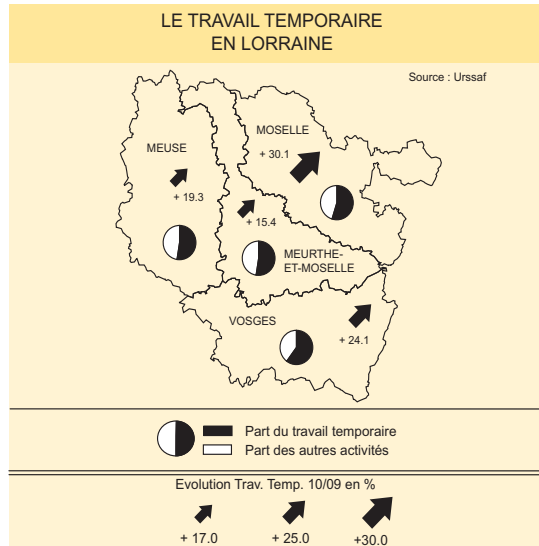 LE TRAVAIL TEMPORAIRE
EN LORRAINE
Source : Urssaf
MOSELLE
MEUSE
+ 30.1
+ 19.3
+ 15.4
MEURTHE-
ET-MOSELLE
VOSGES
+ 24.1
Part du travail temporaire
Part des autres activités
Evolution Trav. Temp. 10/09 en %
+ 17.0
+ 25.0
+30.0